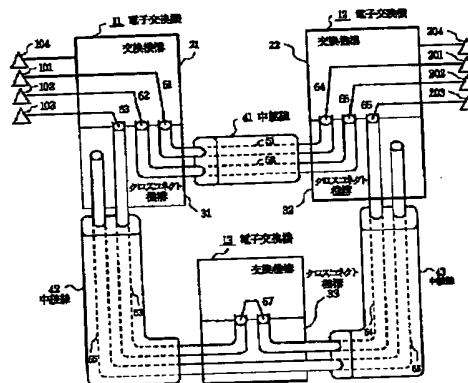 11 電子交換機
12 電子交換機
104
交換機構
21
22
交換機構
204
101
61
201
102
62
64
202
103
63
65
203
66
41 中継線
51
クロスコネクト機構
31
クロスコネクト機構
32
13 電子交換機
交換機構
クロスコネクト機構
33
42 中継線
43 中継線
67
53
54